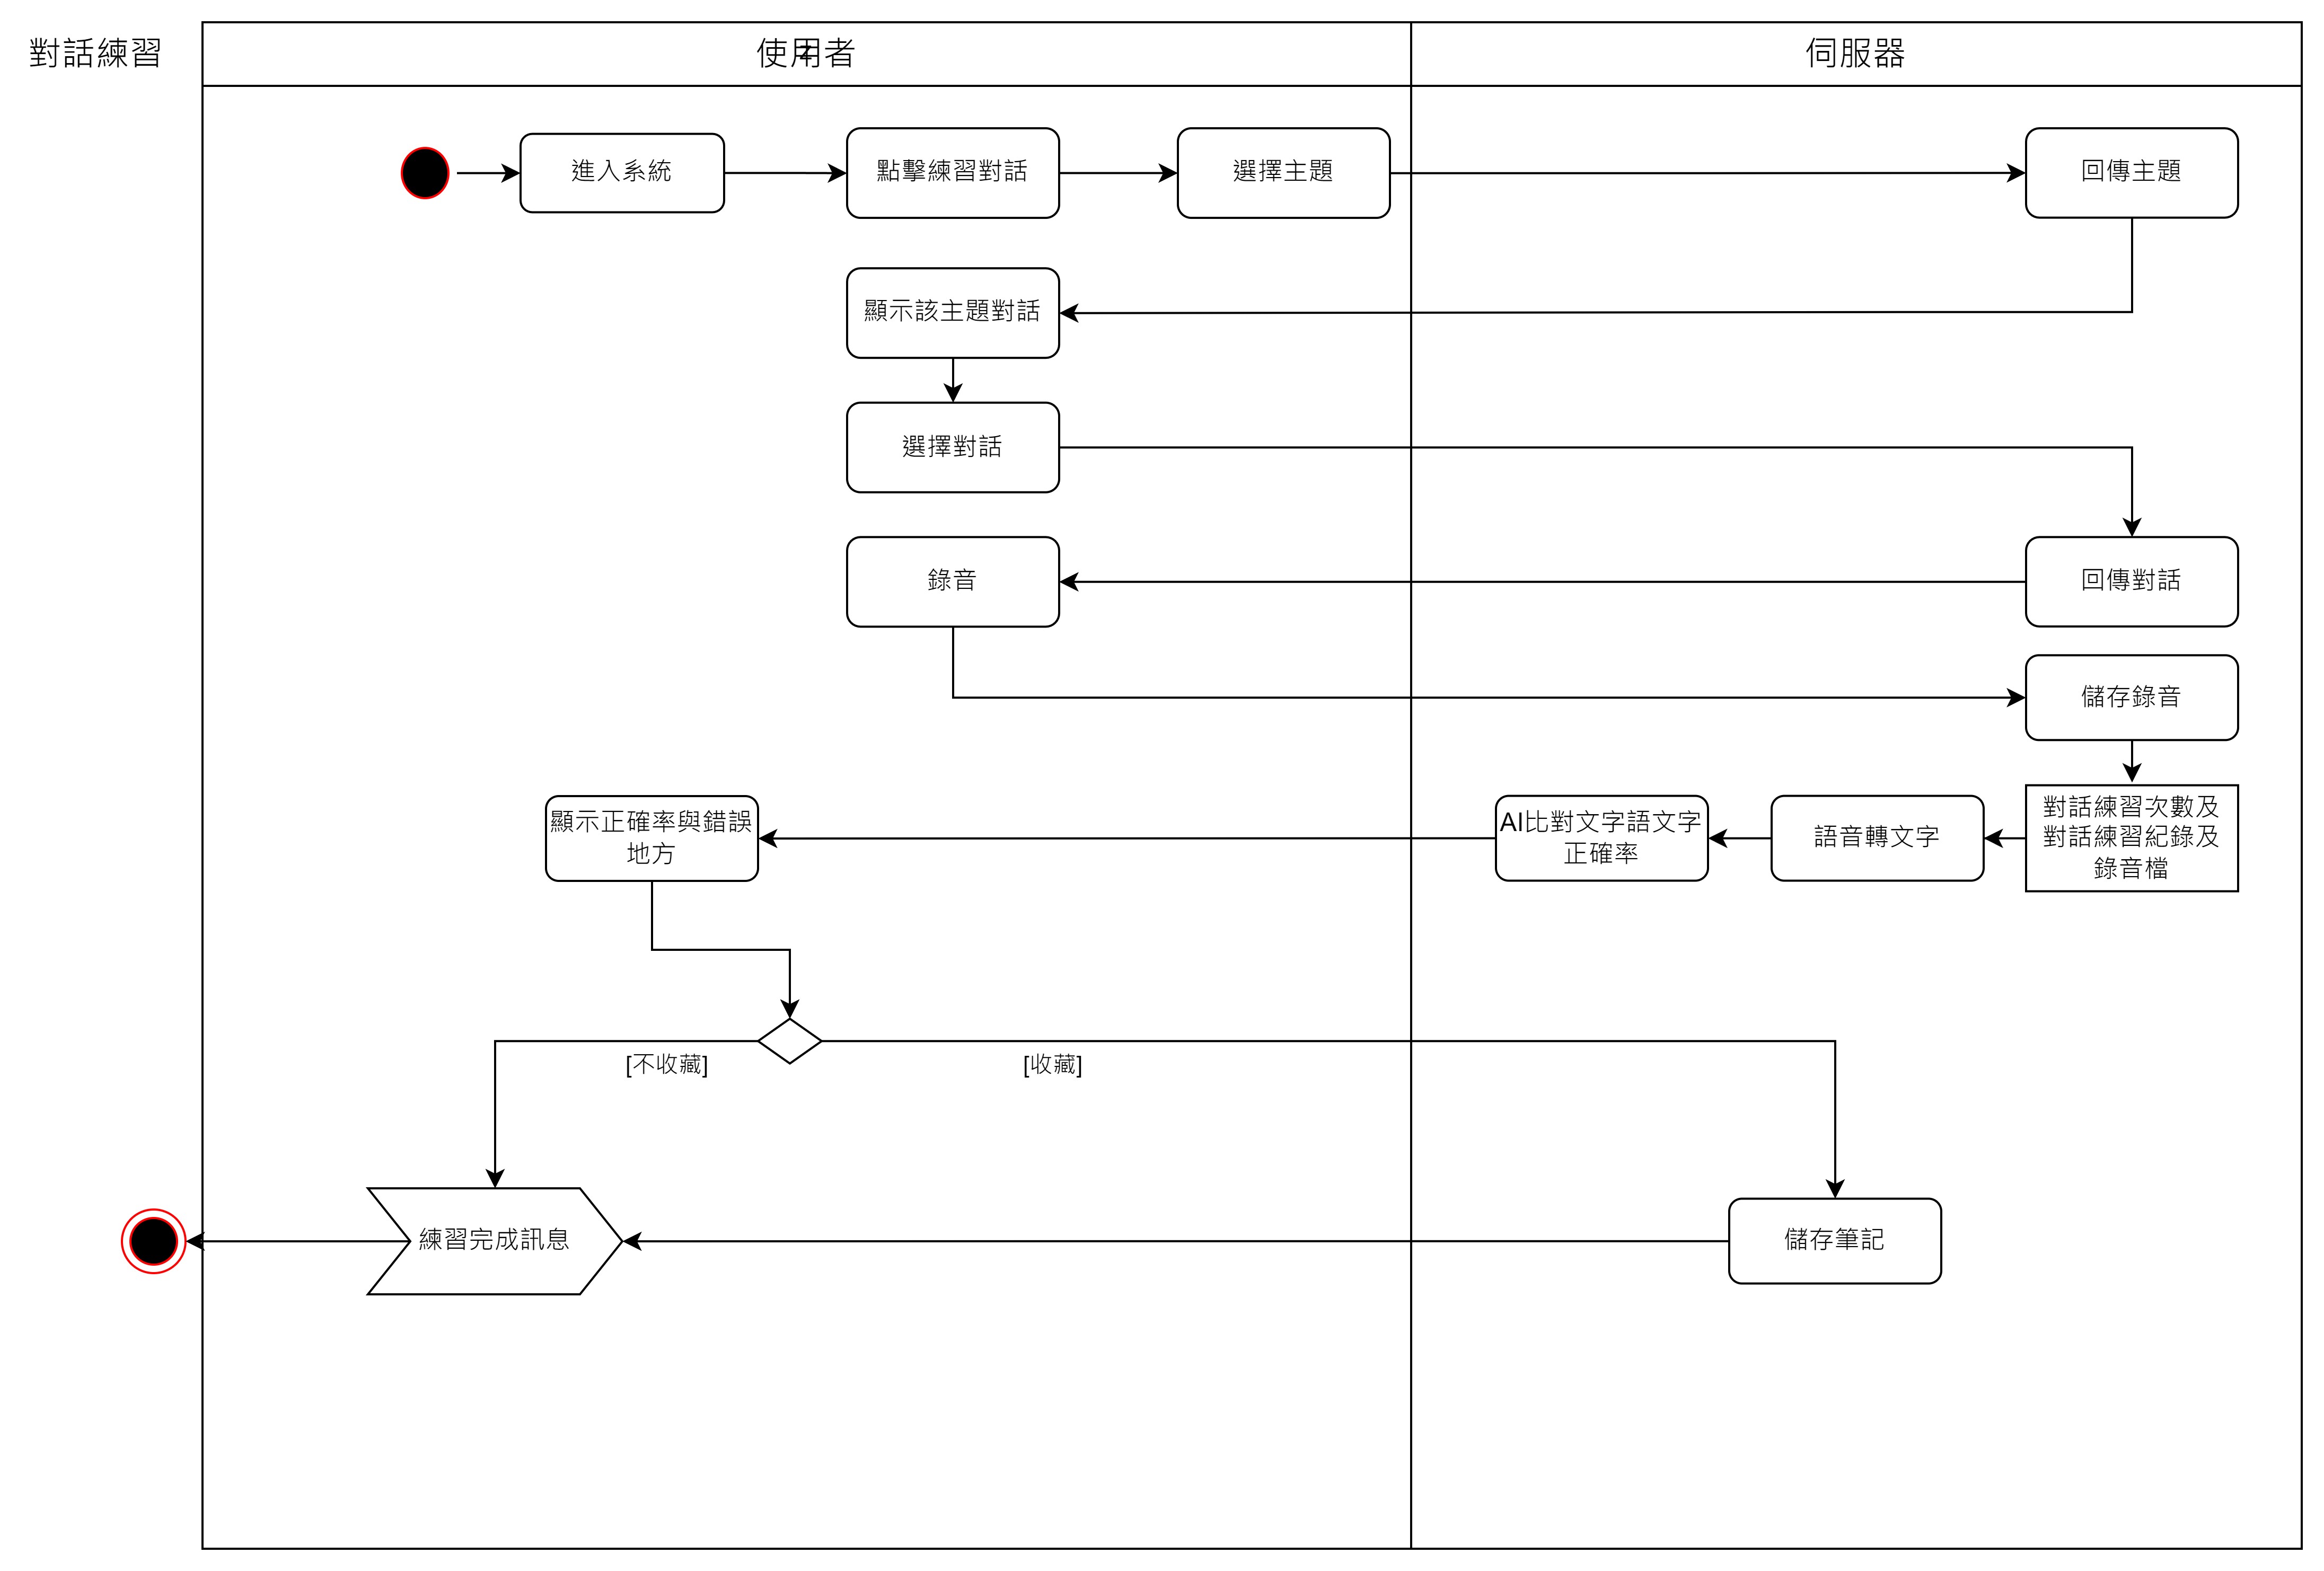 對話練習
使用者
伺服器
進入系統
點擊練習對話
選擇主題
回傳主題
顯示該主題對話
選擇對話
錄音
回傳對話
儲存錄音
顯示正確率與錯誤
地方
AI比對文字語文字
正確率
語音轉文字
對話練習次數及
對話練習紀錄及
錄音檔
[不收藏]
[收藏]
練習完成訊息
儲存筆記